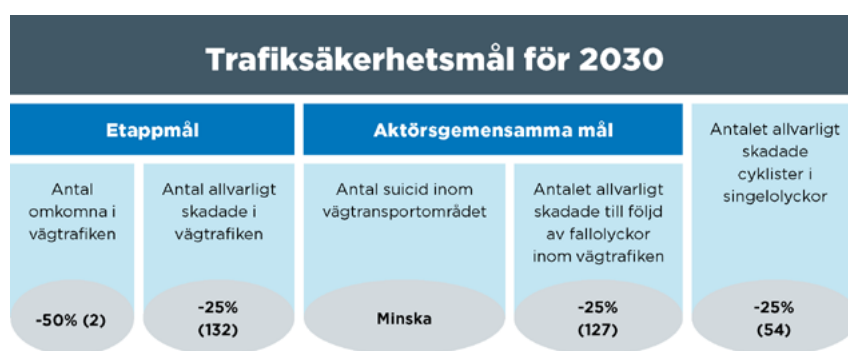 Trafiksäkerhetsmål för 2030
Etappmål
Antal
omkomna i
vägtrafiken
-50% (2)
Antal allvarligt
skadade i
vägtrafiken
-25%
(132)
Aktörsgemensamma mål
Antal suicid inom
vägtransportområdet
Minska
Antalet allvarligt
skadade till följd
av fallolyckor
inom vägtrafiken
-25%
(127)
Antalet allvarligt
skadade
cyklister i
singelolyckor
-25%
(54)